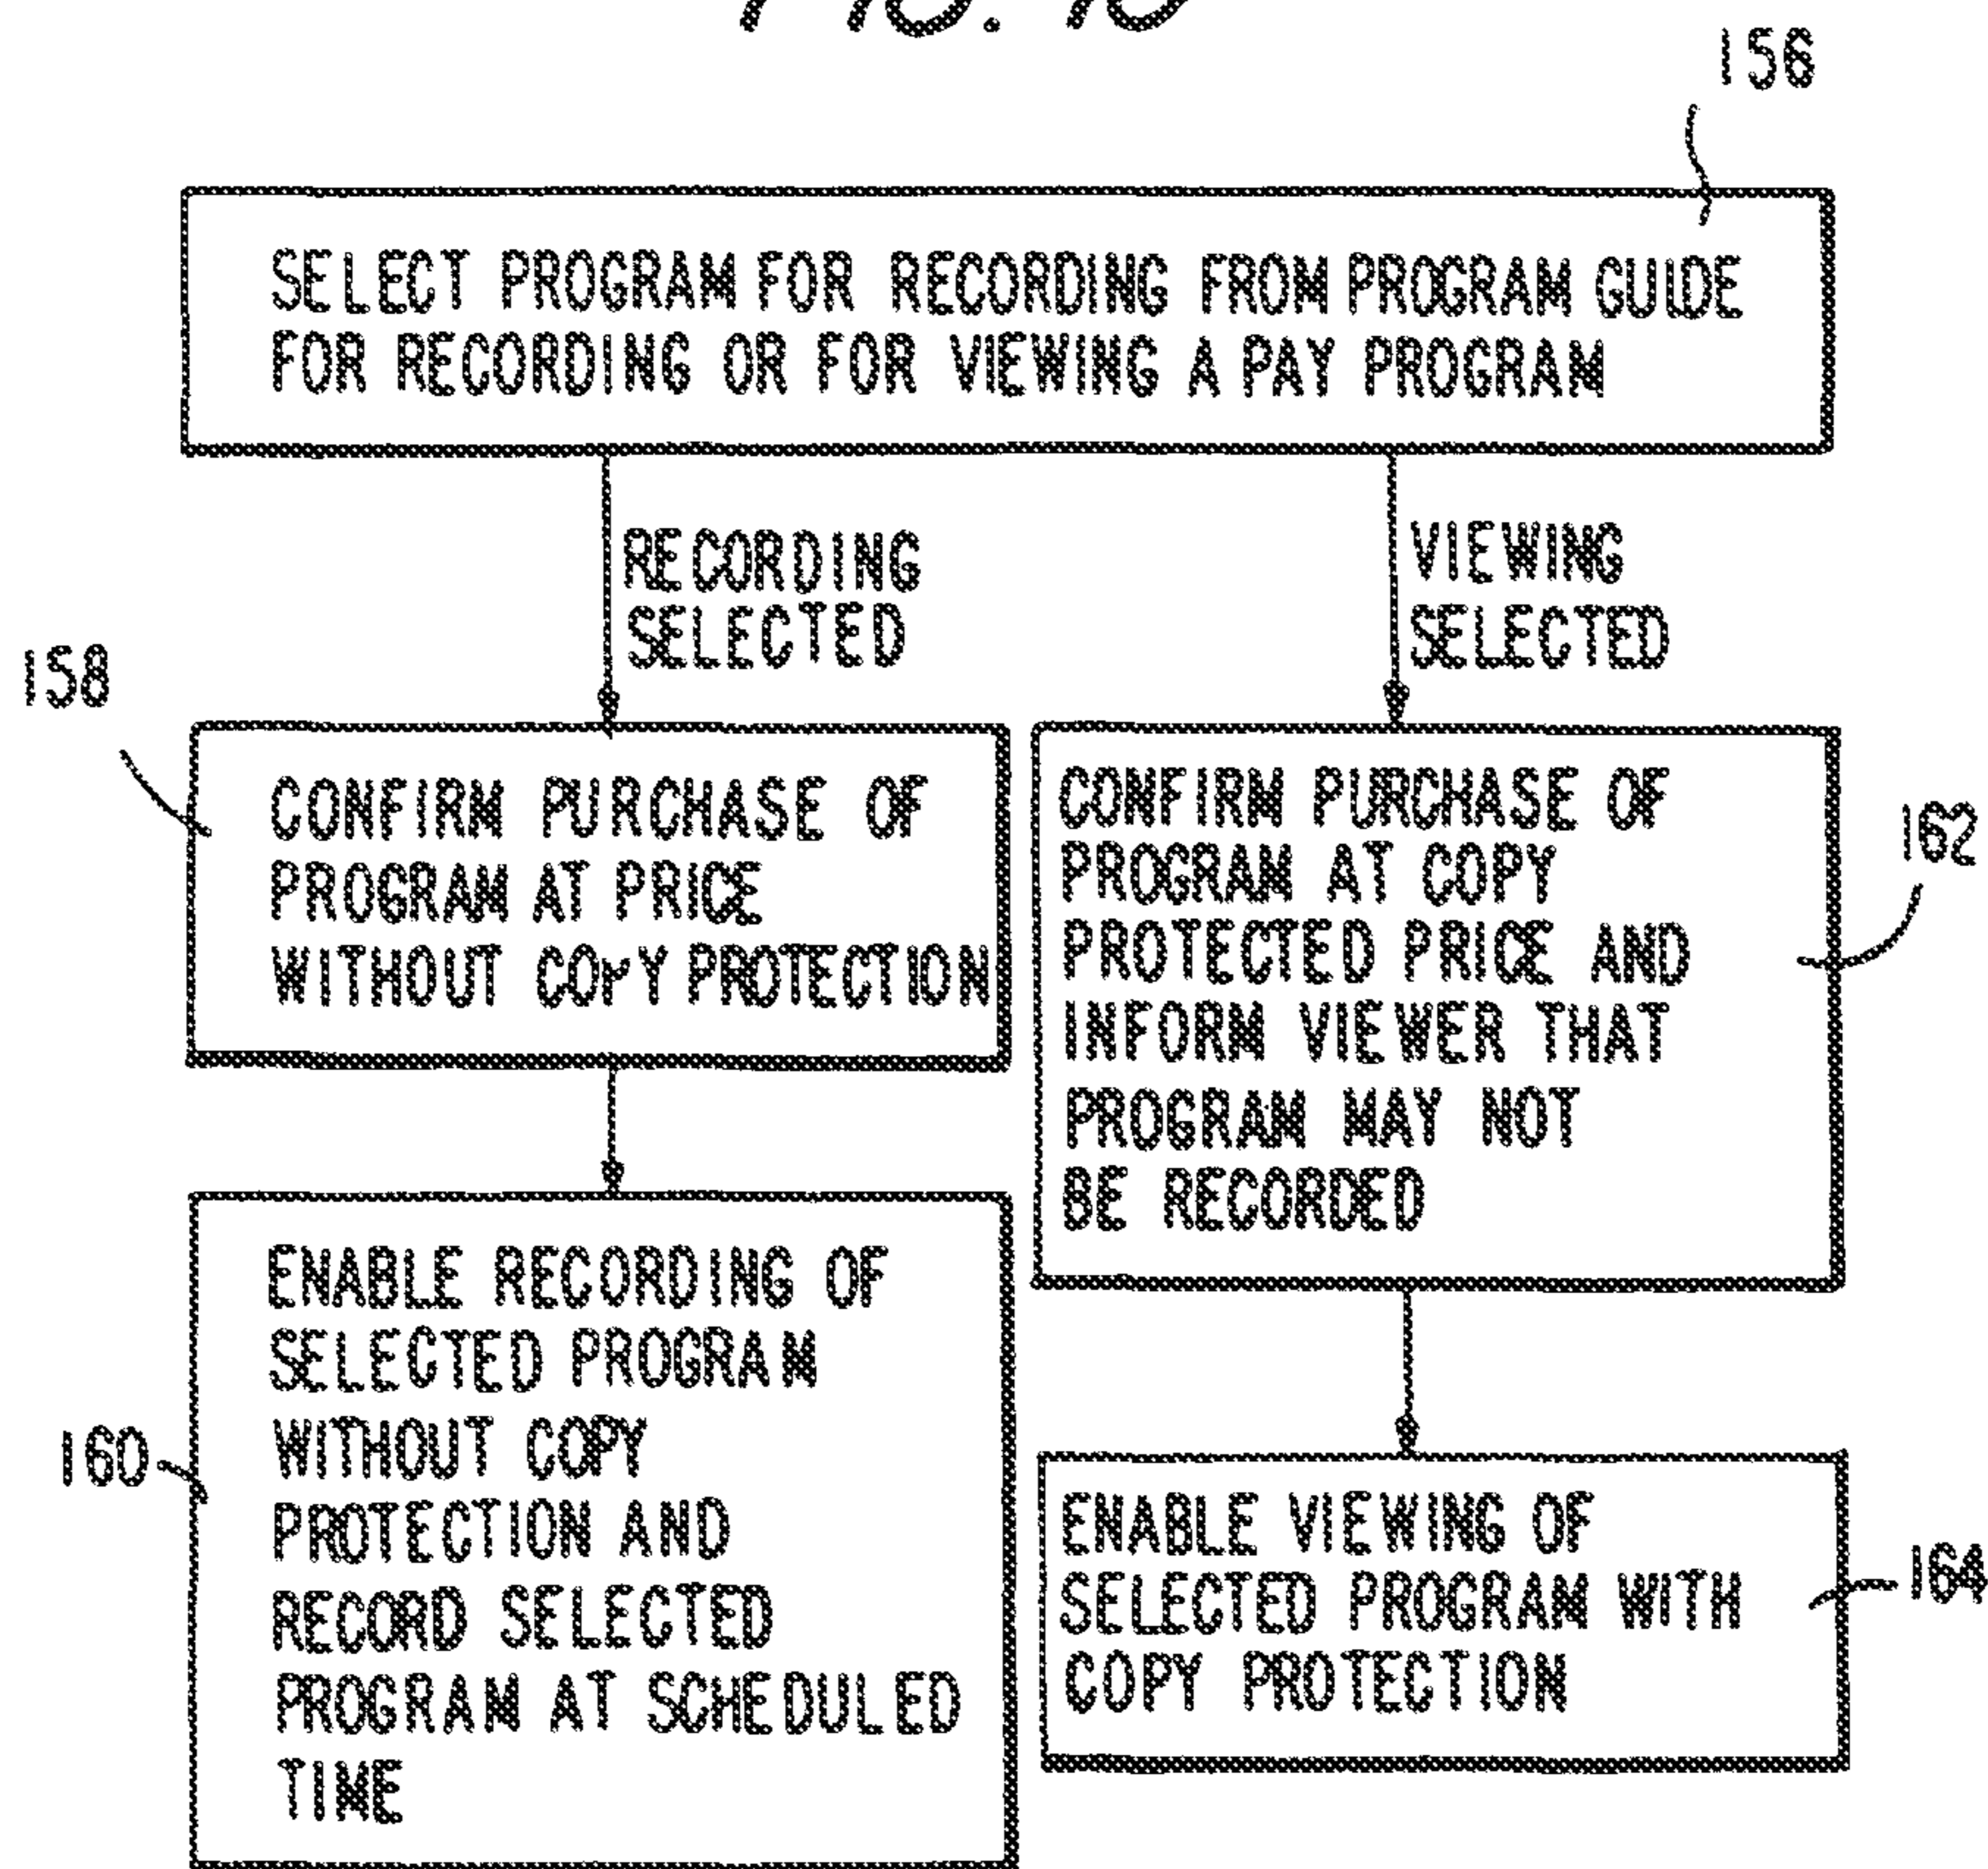 156
SELECT PROGRAM FOR RECORDING FROM PROGRAM GUIDE
FOR RECORDING OR FOR VIEWING A PAY PROGRAM
RECORDING
SELECTED
VIEWING
SELECTED
158
CONFIRM PURCHASE OF
PROGRAM AT PRICE
WITHOUT COPY PROTECTION
CONFIRM PURCHASE OF
PROGRAM AT COPY
PROTECTED PRICE AND
INFORM VIEWER THAT
PROGRAM MAY NOT
BE RECORDED
162
160
ENABLE RECORDING OF
SELECTED PROGRAM
WITHOUT COPY
PROTECTION AND
RECORD SELECTED
PROGRAM AT SCHEDULED
TIME
ENABLE VIEWING OF
SELECTED PROGRAM WITH
COPY PROTECTION
164